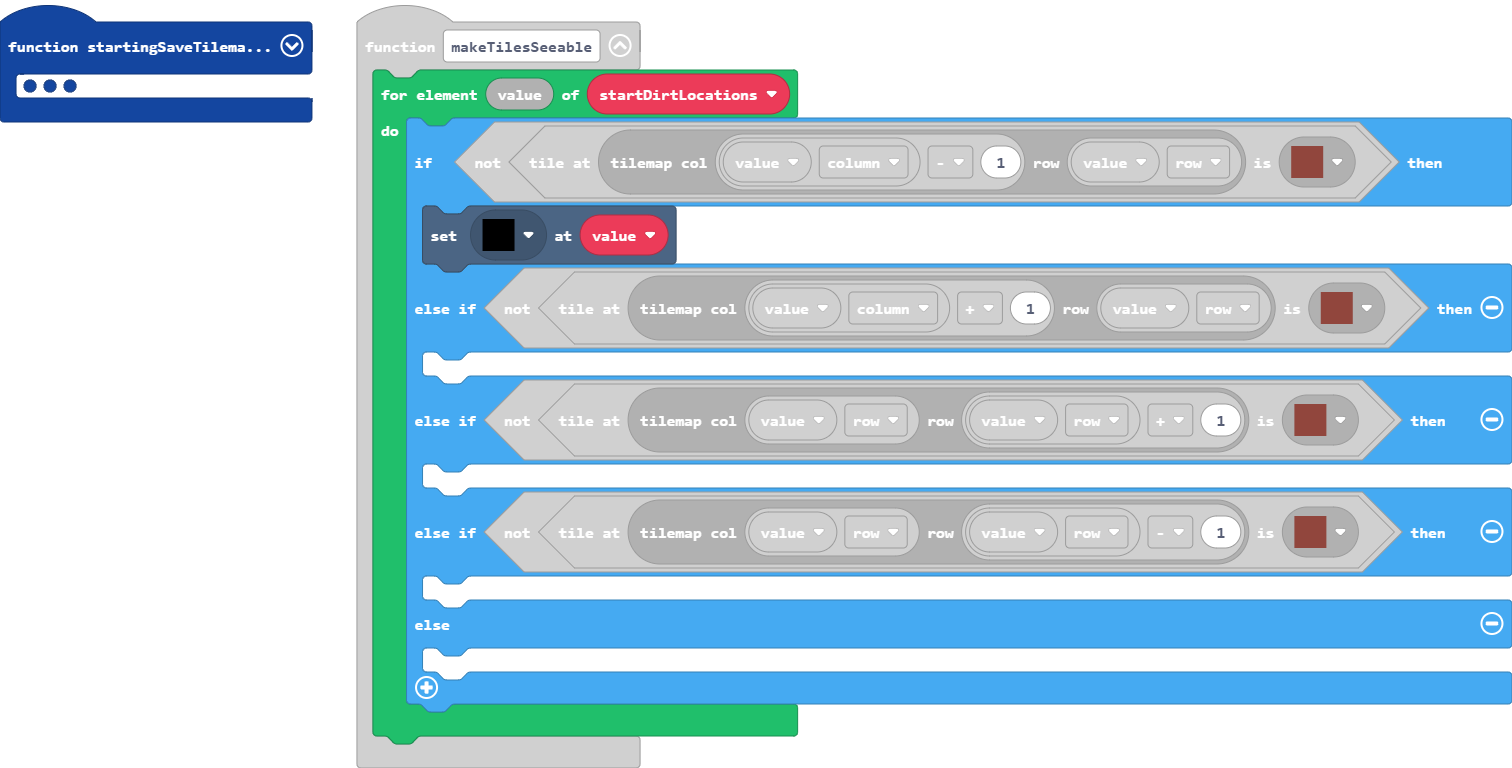 function startingSaveTilema...
function makeTilesSeeable
for element value of startDirtLocations
do
if not tile at tilemap col value column - 1 row value row is then
set at value
else if not tile at tilemap col value column + 1 row value row is then
else if not tile at tilemap col value row row value row + 1 is then
else if not tile at tilemap col value row row value row - 1 is then
else